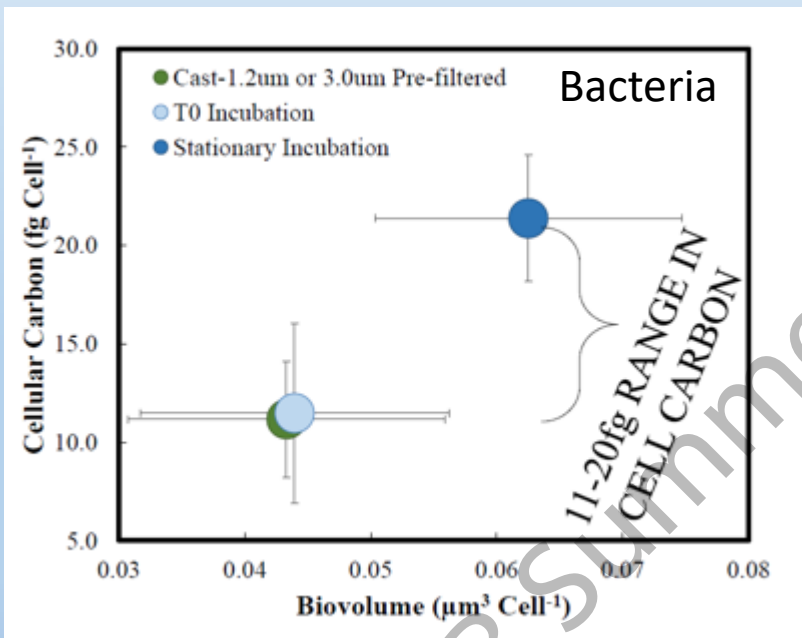 30.0
25.0
20.0
15.0
10.0
5.0
Cellular Carbon (fg Cell⁻¹)
Cast-1.2um or 3.0um Pre-filtered
T0 Incubation
Stationary Incubation
Bacteria
11-20fg RANGE IN
CELL CARBON
0.03 0.04 0.05 0.06 0.07 0.08
Biovolume (µm³ Cell⁻¹)